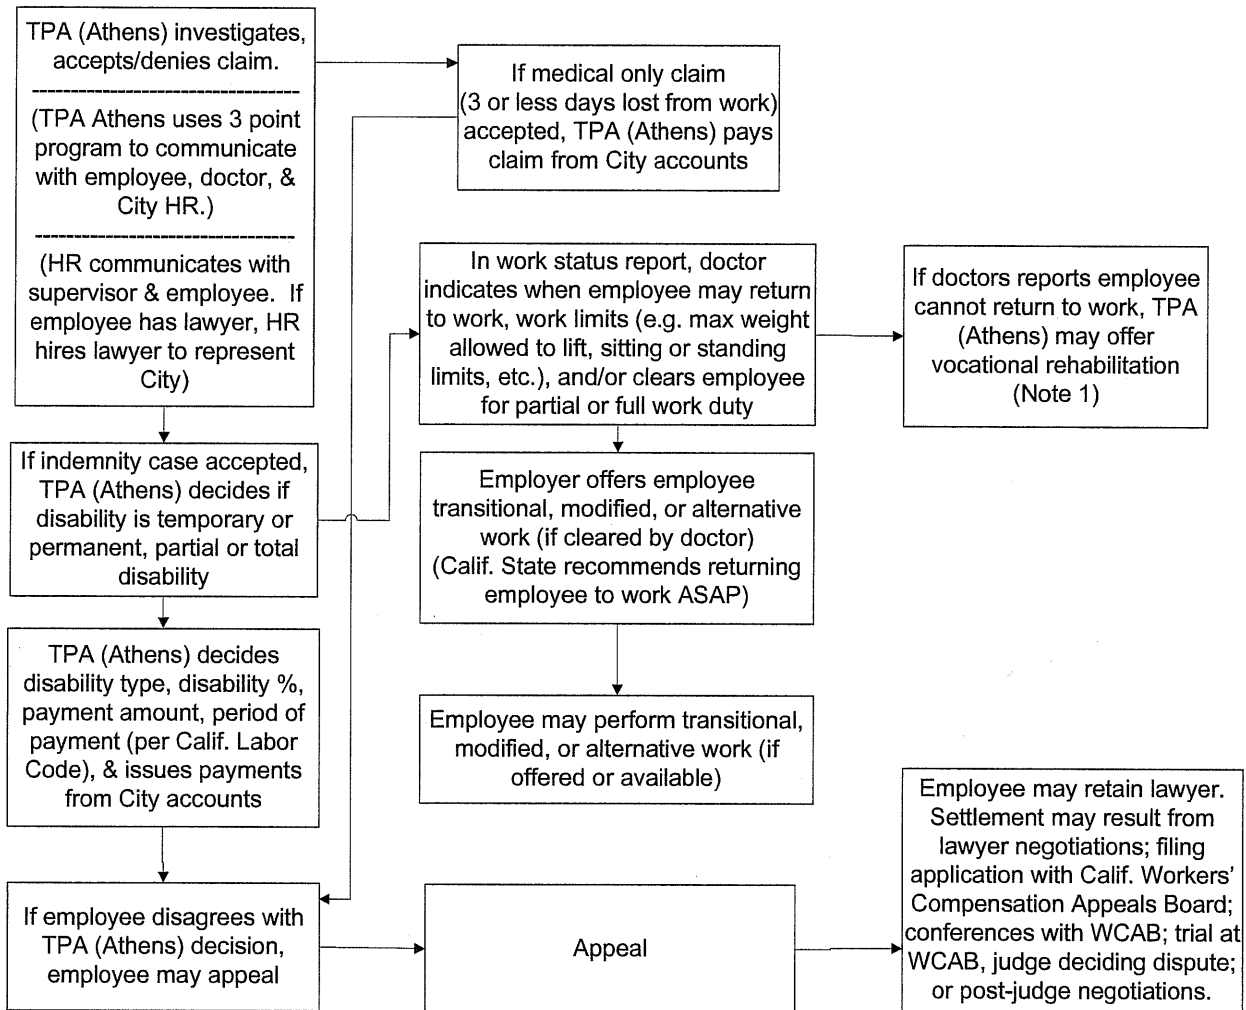 TPA (Athens) investigates,
accepts/denies claim.
----------------------------------
(TPA Athens uses 3 point
program to communicate
with employee, doctor, &
City HR.)
---------------------------------
(HR communicates with
supervisor & employee.  If
employee has lawyer, HR
hires lawyer to represent
City)
If medical only claim
(3 or less days lost from work)
accepted, TPA (Athens) pays
claim from City accounts
In work status report, doctor
indicates when employee may return
to work, work limits (e.g. max weight
allowed to lift, sitting or standing
limits, etc.), and/or clears employee
for partial or full work duty
If doctors reports employee
cannot return to work, TPA
(Athens) may offer
vocational rehabilitation
(Note 1)
If indemnity case accepted,
TPA (Athens) decides if
disability is temporary or
permanent, partial or total
disability
Employer offers employee
transitional, modified, or alternative
work (if cleared by doctor)
(Calif. State recommends returning
employee to work ASAP)
TPA (Athens) decides
disability type, disability %,
payment amount, period of
payment (per Calif. Labor
Code), & issues payments
from City accounts
Employee may perform transitional,
modified, or alternative work (if
offered or available)
If employee disagrees with
TPA (Athens) decision,
employee may appeal
Appeal
Employee may retain lawyer.
Settlement may result from
lawyer negotiations; filing
application with Calif. Workers'
Compensation Appeals Board;
conferences with WCAB; trial at
WCAB, judge deciding dispute;
or post-judge negotiations.